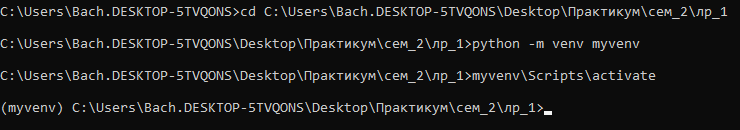 C:\Users\Bach.DESKTOP-5TVQONS>cd C:\Users\Bach.DESKTOP-5TVQONS\Desktop\Практикум\сем_2\лр_1
C:\Users\Bach.DESKTOP-5TVQONS\Desktop\Практикум\сем_2\лр_1>python -m venv myvenv
C:\Users\Bach.DESKTOP-5TVQONS\Desktop\Практикум\сем_2\лр_1>myvenv\Scripts\activate
(myvenv) C:\Users\Bach.DESKTOP-5TVQONS\Desktop\Практикум\сем_2\лр_1>